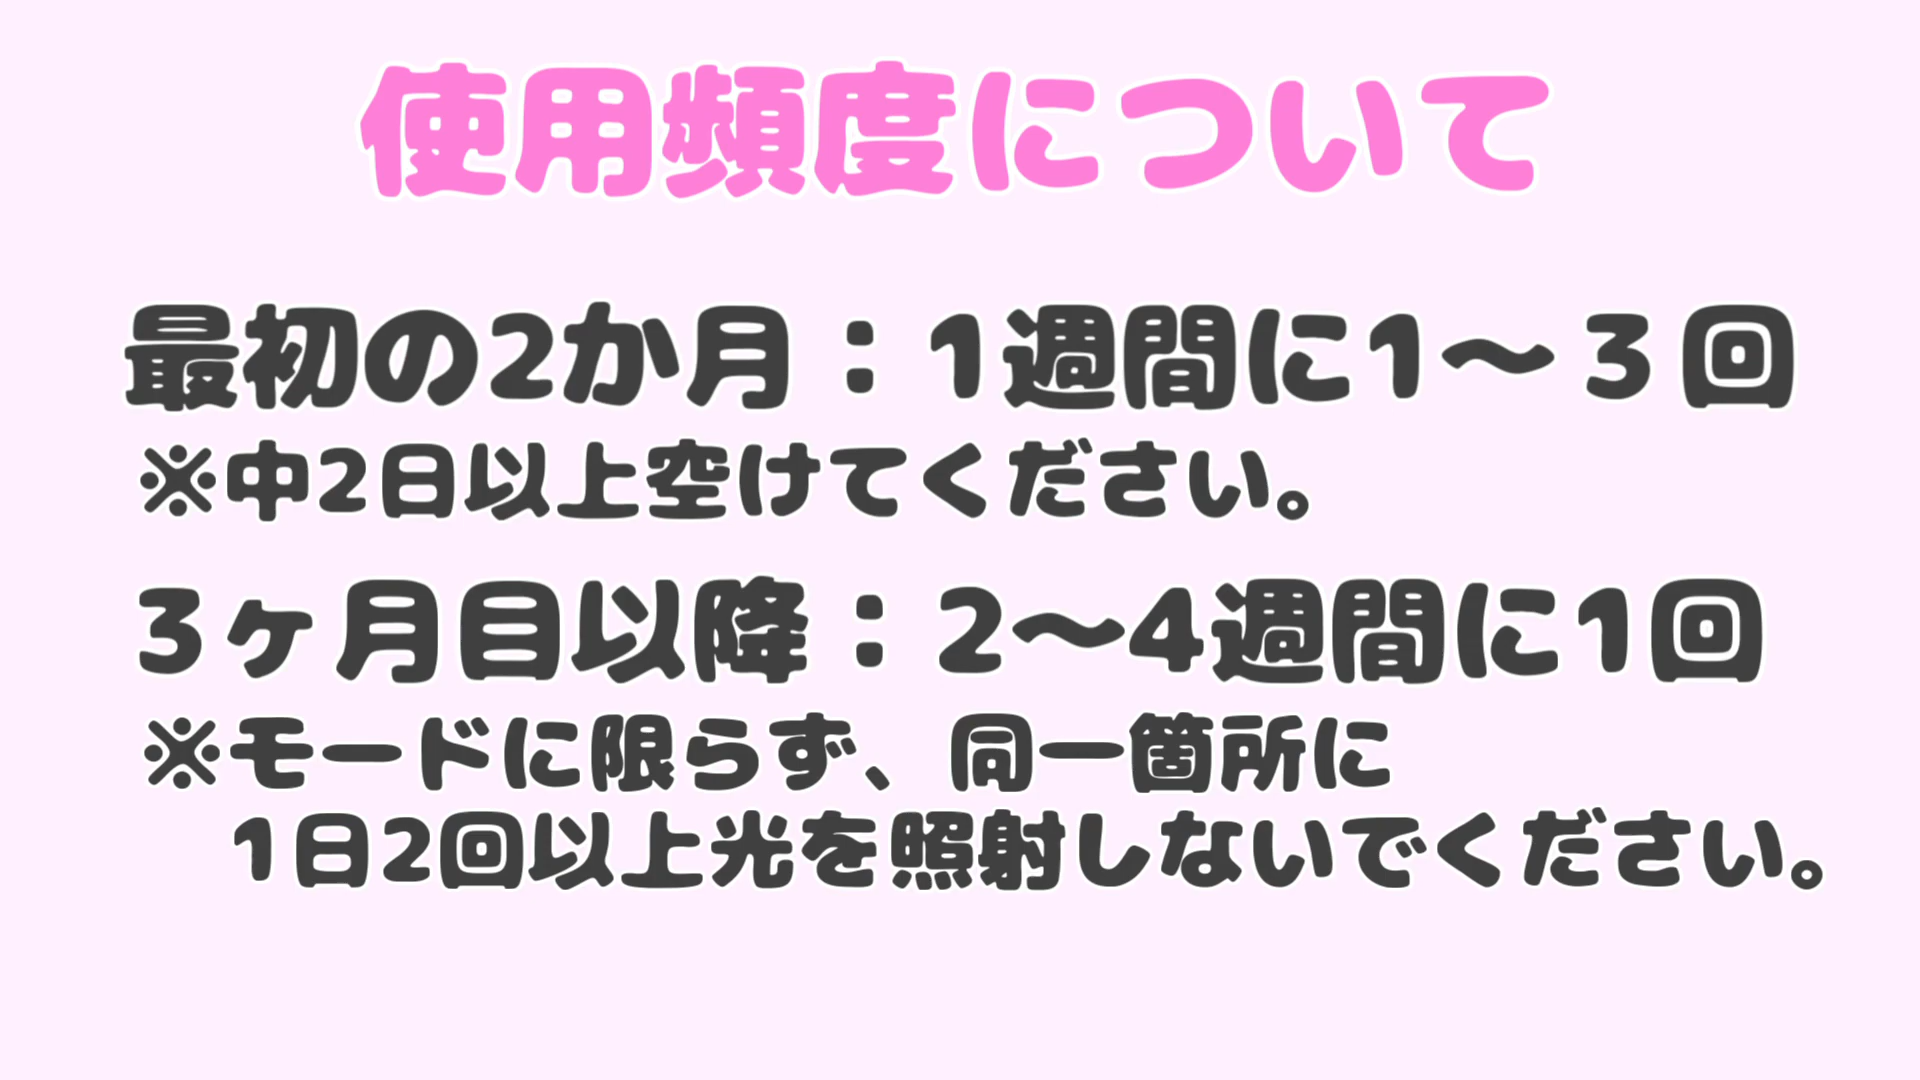 使用頻度について
最初の2か月：1週間に1〜３回
※中2日以上空けてください。
3ヶ月目以降：2〜4週間に1回
※モードに限らず、同一箇所に
1日2回以上光を照射しないでください。